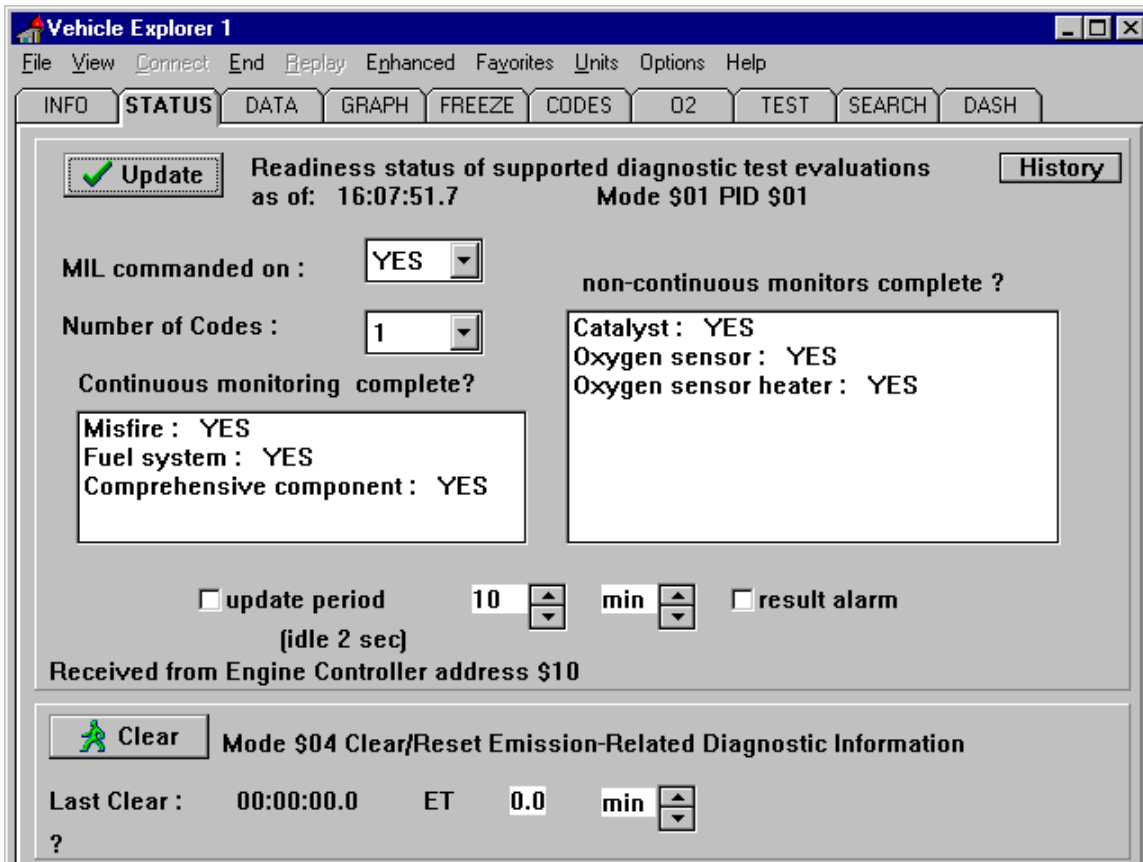 Vehicle Explorer 1
File View Connect End Replay Enhanced Favorites Units Options Help
INFO STATUS DATA GRAPH FREEZE CODES O2 TEST SEARCH DASH
Update
Readiness status of supported diagnostic test evaluations
History
as of: 16:07:51.7 Mode $01 PID $01
MIL commanded on : YES
non-continuous monitors complete ?
Number of Codes : 1
Catalyst : YES
Oxygen sensor : YES
Oxygen sensor heater : YES
Continuous monitoring complete?
Misfire : YES
Fuel system : YES
Comprehensive component : YES
update period 10 min result alarm
(idle 2 sec)
Received from Engine Controller address $10
Clear Mode $04 Clear/Reset Emission-Related Diagnostic Information
Last Clear : 00:00:00.0 ET 0.0 min
?